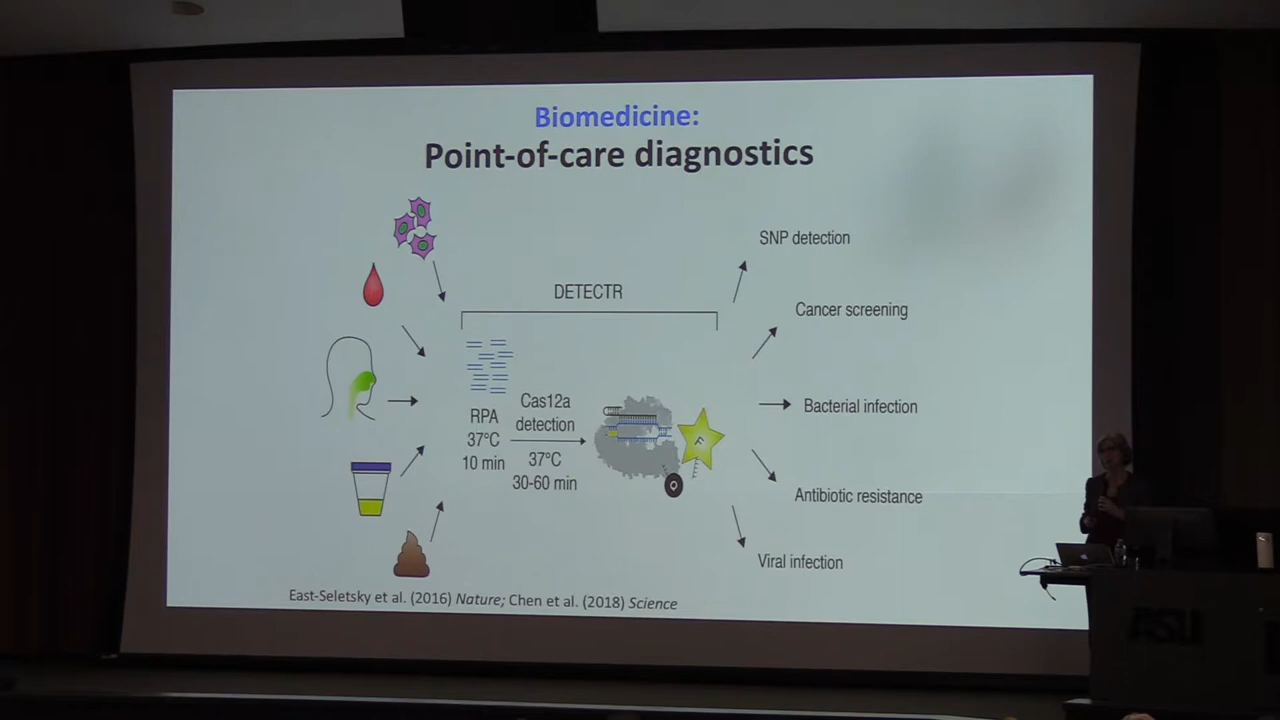 Biomedicine:
Point-of-care diagnostics
SNP detection
DETECTR
Cancer screening
RPA
37°C
10 min
Cas12a
detection
37°C
30-60 min
F
Q
Bacterial infection
Antibiotic resistance
Viral infection
East-Seletsky et al. (2016) Nature; Chen et al. (2018) Science
ASU